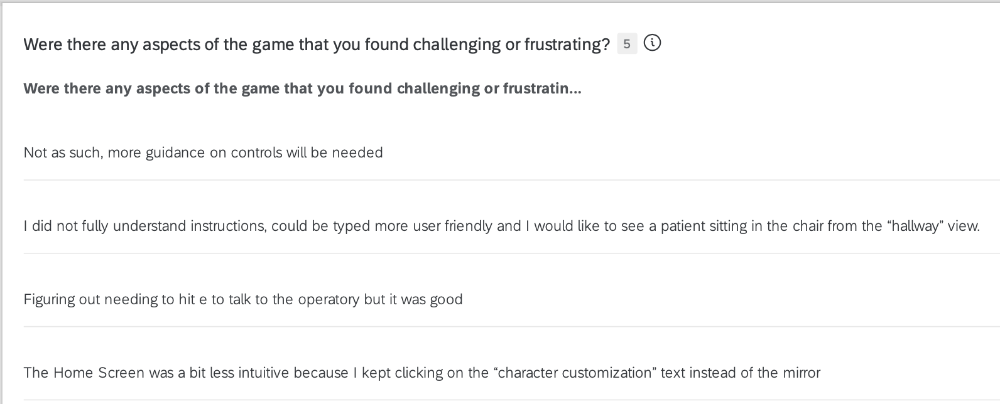 Were there any aspects of the game that you found challenging or frustrating? 5
Were there any aspects of the game that you found challenging or frustratin...
Not as such, more guidance on controls will be needed
I did not fully understand instructions, could be typed more user friendly and I would like to see a patient sitting in the chair from the “hallway” view.
Figuring out needing to hit e to talk to the operatory but it was good
The Home Screen was a bit less intuitive because I kept clicking on the “character customization” text instead of the mirror